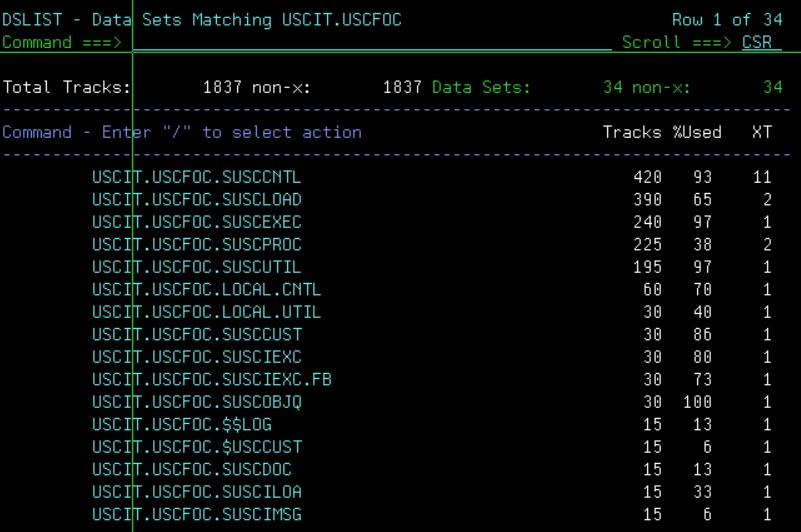 DSLIST - Data Sets Matching USCIT.USCFOC Row 1 of 34
Command ===> Scroll ===> CSR
Total Tracks: 1837 non-x: 1837 Data Sets: 34 non-x: 34
Command - Enter "/" to select action Tracks %Used XT
USCIT.USCFOC.SUSCCNTL 420 93 11
USCIT.USCFOC.SUSCLOAD 390 65 2
USCIT.USCFOC.SUSCEXEC 240 97 1
USCIT.USCFOC.SUSCPROC 225 38 2
USCIT.USCFOC.SUSCUTIL 195 97 1
USCIT.USCFOC.LOCAL.CNTL 60 70 1
USCIT.USCFOC.LOCAL.UTIL 30 40 1
USCIT.USCFOC.SUSCCUST 30 86 1
USCIT.USCFOC.SUSCIEXC 30 80 1
USCIT.USCFOC.SUSCIEXC.FB 30 73 1
USCIT.USCFOC.SUSCOBJQ 30 100 1
USCIT.USCFOC.$$LOG 15 13 1
USCIT.USCFOC.$USCCUST 15 6 1
USCIT.USCFOC.SUSCDOC 15 13 1
USCIT.USCFOC.SUSCILOA 15 33 1
USCIT.USCFOC.SUSCIMSG 15 6 1